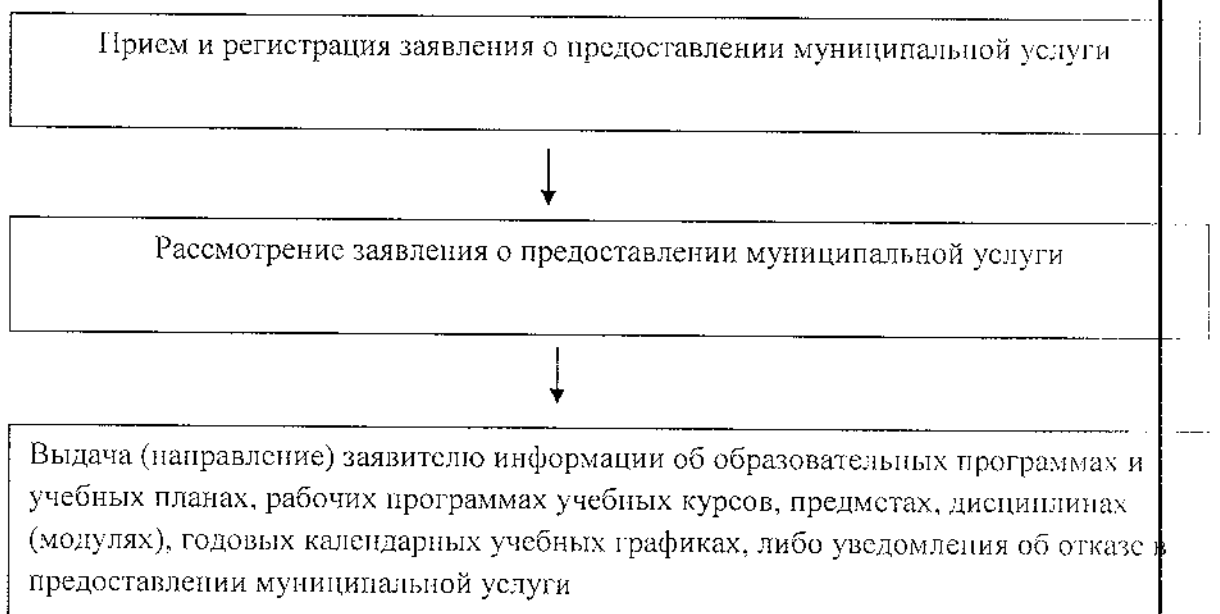 Прием и регистрация заявления о предоставлении муниципальной услуги
Рассмотрение заявления о предоставлении муниципальной услуги
Выдача (направление) заявителю информации об образовательных программах и
учебных планах, рабочих программах учебных курсов, предметах, дисциплинах
(модулях), годовых календарных учебных графиках, либо уведомления об отказе в
предоставлении муниципальной услуги